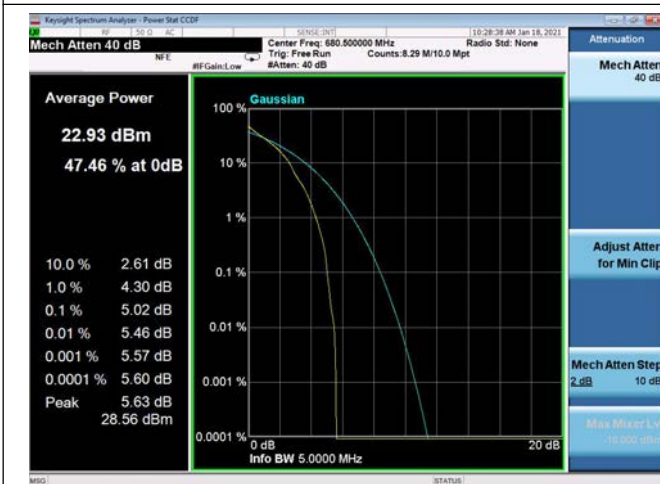 Keysight Spectrum Analyzer - Power Stat CCDF
RF 50 Ω AC SENSE:INT 10:28:38 AM Jan 18, 2021
Mech Atten 40 dB
Center Freq: 680.500000 MHz Radio Std: None
NFE Trig: Free Run Counts:8.29 M/10.0 Mpt
#IFGain:Low #Atten: 40 dB
Attenuation
Mech Atten
40 dB
Average Power
22.93 dBm
47.46 % at 0dB
10.0 % 2.61 dB
1.0 % 4.30 dB
0.1 % 5.02 dB
0.01 % 5.46 dB
0.001 % 5.57 dB
0.0001 % 5.60 dB
Peak 5.63 dB
28.56 dBm
Gaussian
100 %
10 %
1 %
0.1 %
0.01 %
0.001 %
0.0001 %
0 dB 20 dB
Info BW 5.0000 MHz
Adjust Atten
for Min Clip
Mech Atten Step
2 dB 10 dB
Max Mixer Lvl
-10.000 dBm
MSG STATUS